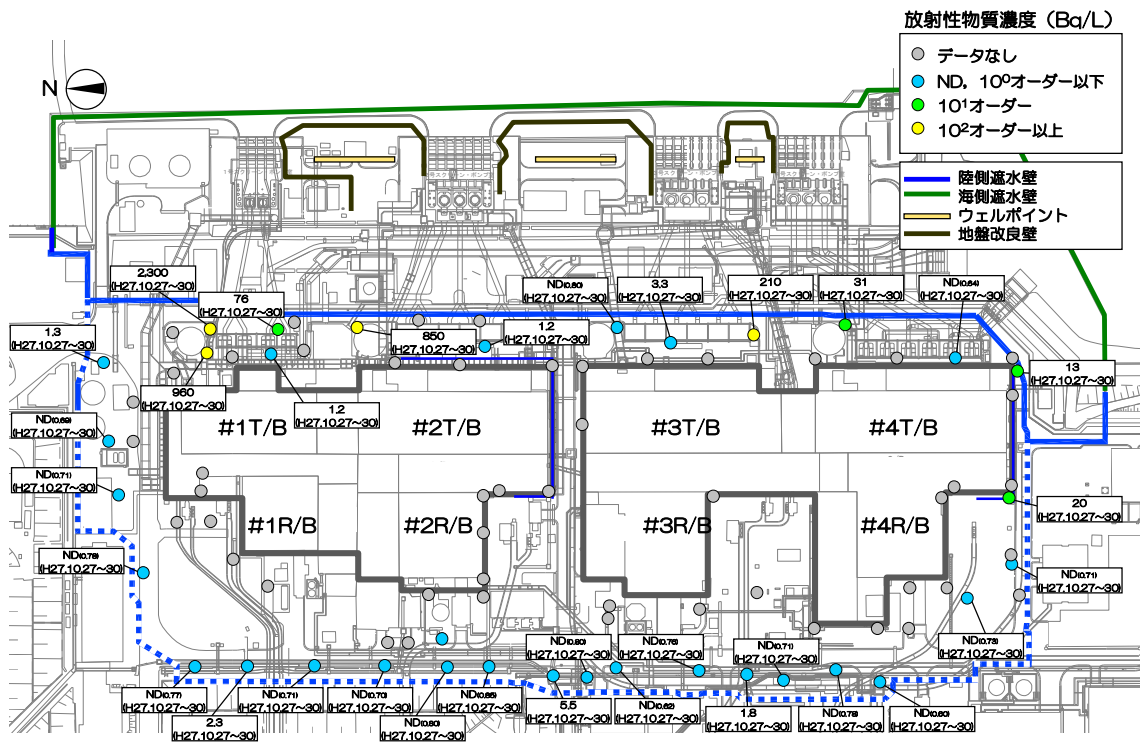 放射性物質濃度（Bq/L）
データなし
ND，10⁰オーダー以下
10¹オーダー
10²オーダー以上
陸側遮水壁
海側遮水壁
ウェルポイント
地盤改良壁
N
2,300
(H27.10.27～30)
76
(H27.10.27～30)
ND(0.80)
(H27.10.27～30)
3.3
(H27.10.27～30)
210
(H27.10.27～30)
31
(H27.10.27～30)
ND(0.64)
(H27.10.27～30)
1.3
(H27.10.27～30)
850
(H27.10.27～30)
1.2
(H27.10.27～30)
13
(H27.10.27～30)
960
(H27.10.27～30)
1.2
(H27.10.27～30)
ND(0.69)
(H27.10.27～30)
#1T/B
#2T/B
#3T/B
#4T/B
ND(0.71)
(H27.10.27～30)
20
(H27.10.27～30)
#1R/B
#2R/B
#3R/B
#4R/B
ND(0.78)
(H27.10.27～30)
ND(0.71)
(H27.10.27～30)
ND(0.80)
(H27.10.27～30)
ND(0.76)
(H27.10.27～30)
ND(0.71)
(H27.10.27～30)
ND(0.73)
(H27.10.27～30)
ND(0.77)
(H27.10.27～30)
2.3
(H27.10.27～30)
ND(0.71)
(H27.10.27～30)
ND(0.70)
(H27.10.27～30)
ND(0.80)
(H27.10.27～30)
ND(0.85)
(H27.10.27～30)
5.5
(H27.10.27～30)
ND(0.62)
(H27.10.27～30)
1.8
(H27.10.27～30)
ND(0.78)
(H27.10.27～30)
ND(0.60)
(H27.10.27～30)